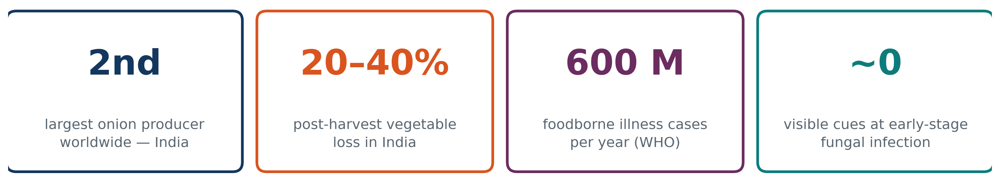 2nd
largest onion producer
worldwide — India
20–40%
post-harvest vegetable
loss in India
600 M
foodborne illness cases
per year (WHO)
~0
visible cues at early-stage
fungal infection